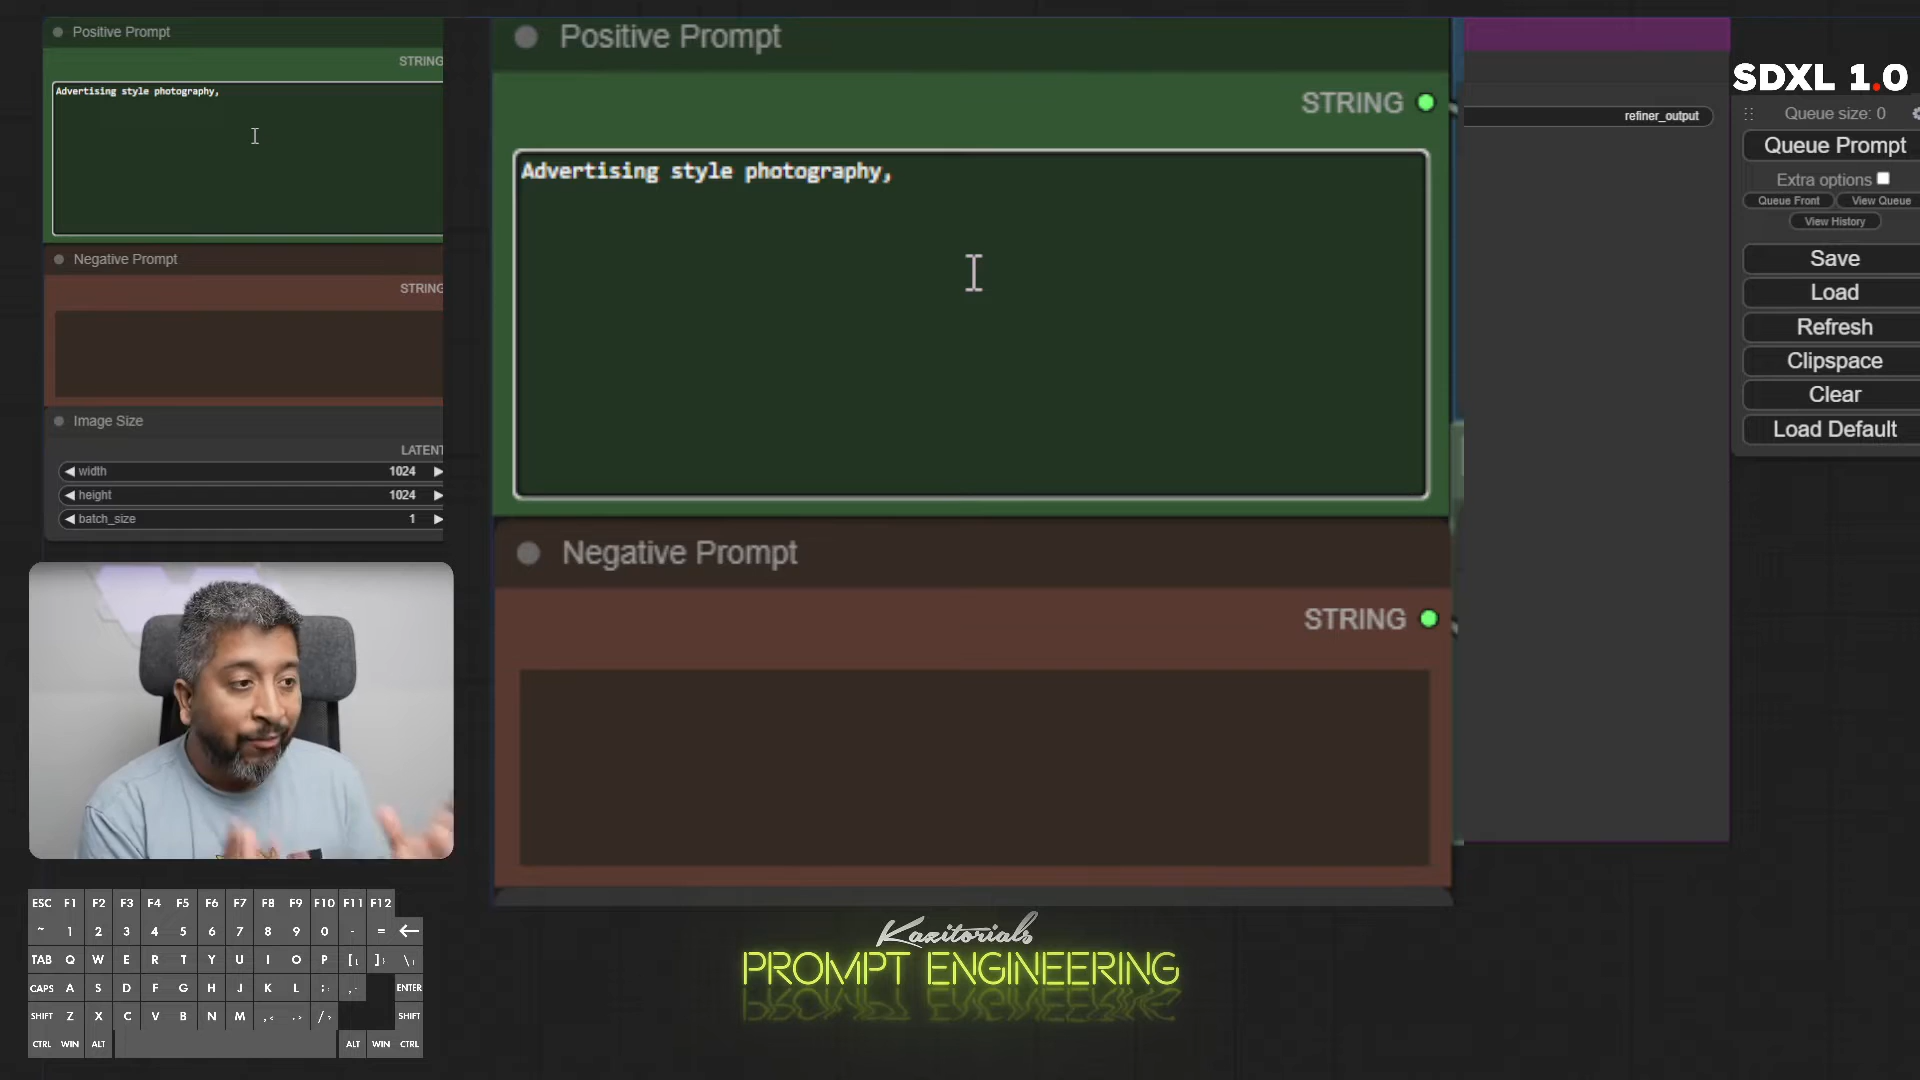 Positive Prompt
STRING
Advertising style photography,
Negative Prompt
STRING
Image Size
LATENT
width 1024
height 1024
batch_size 1
Positive Prompt
STRING
Advertising style photography,
Negative Prompt
STRING
refiner_output
SDXL 1.0
Queue size: 0
Queue Prompt
Extra options
Queue Front View Queue
View History
Save
Load
Refresh
Clipspace
Clear
Load Default
ESC F1 F2 F3 F4 F5 F6 F7 F8 F9 F10 F11 F12
~ 1 2 3 4 5 6 7 8 9 0 - =
TAB Q W E R T Y U I O P [{ ]} \|
CAPS A S D F G H J K L ;: ENTER
SHIFT Z X C V B N M ,< .> /? SHIFT
CTRL WIN ALT ALT WIN CTRL
Kazitorials
PROMPT ENGINEERING